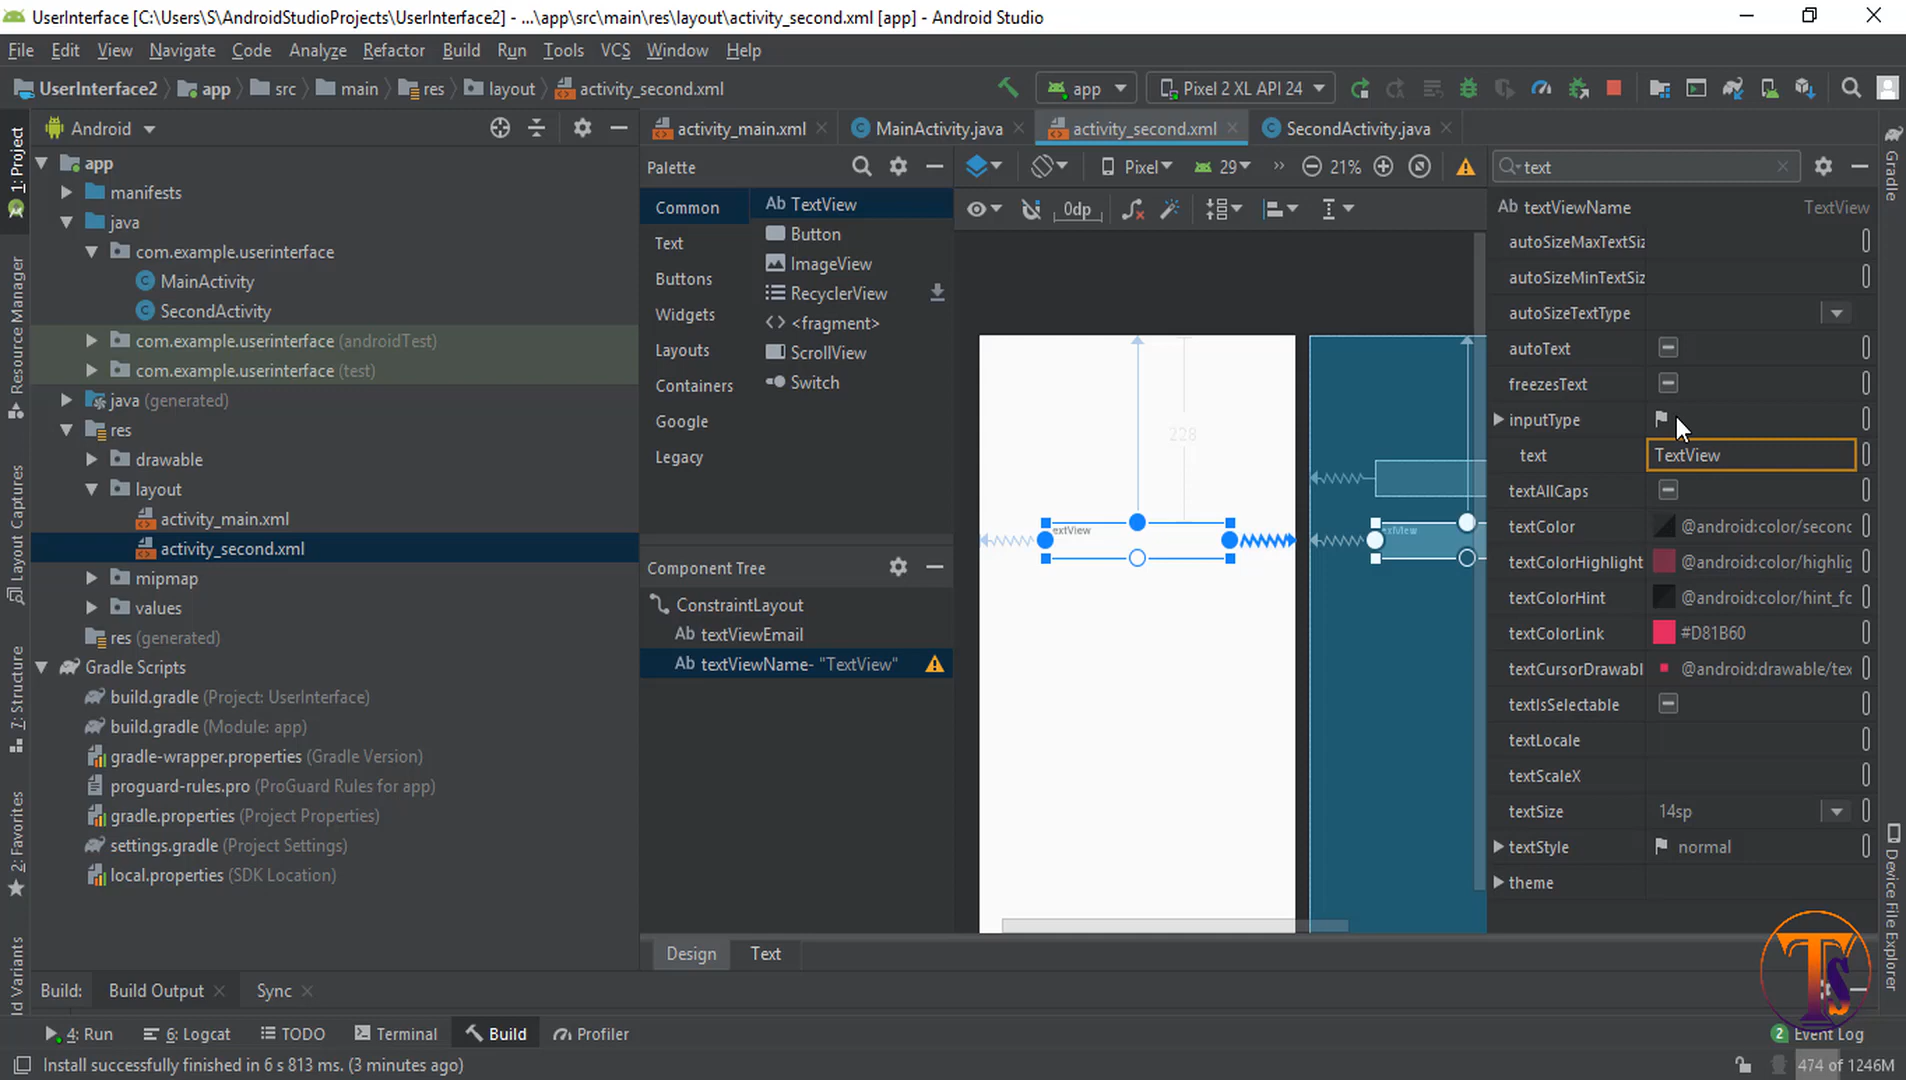 UserInterface [C:\Users\S\AndroidStudioProjects\UserInterface2] - ...\app\src\main\res\layout\activity_second.xml [app] - Android Studio
File Edit View Navigate Code Analyze Refactor Build Run Tools VCS Window Help
UserInterface2 app src main res layout activity_second.xml app Pixel 2 XL API 24
1: Project
Resource Manager
Layout Captures
7: Structure
2: Favorites
ld Variants
Android
app
manifests
java
com.example.userinterface
MainActivity
SecondActivity
com.example.userinterface (androidTest)
com.example.userinterface (test)
java (generated)
res
drawable
layout
activity_main.xml
activity_second.xml
mipmap
values
res (generated)
Gradle Scripts
build.gradle (Project: UserInterface)
build.gradle (Module: app)
gradle-wrapper.properties (Gradle Version)
proguard-rules.pro (ProGuard Rules for app)
gradle.properties (Project Properties)
settings.gradle (Project Settings)
local.properties (SDK Location)
activity_main.xml MainActivity.java activity_second.xml SecondActivity.java
Palette
Common
Text
Buttons
Widgets
Layouts
Containers
Google
Legacy
Ab TextView
Button
ImageView
RecyclerView
<fragment>
ScrollView
Switch
Component Tree
ConstraintLayout
Ab textViewEmail
Ab textViewName- "TextView"
Pixel 29 » 21%
0dp
228
extView
Design Text
text
Ab textViewName TextView
autoSizeMaxTextSiz
autoSizeMinTextSiz
autoSizeTextType
autoText
freezesText
inputType
text TextView
textAllCaps
textColor @android:color/secon
textColorHighlight @android:color/highlig
textColorHint @android:color/hint_fo
textColorLink #D81B60
textCursorDrawabl @android:drawable/tex
textIsSelectable
textLocale
textScaleX
textSize 14sp
textStyle normal
theme
Gradle
Device File Explorer
Build: Build Output Sync
4: Run 6: Logcat TODO Terminal Build Profiler
2 Event Log
Install successfully finished in 6 s 813 ms. (3 minutes ago)
474 of 1246M
TS